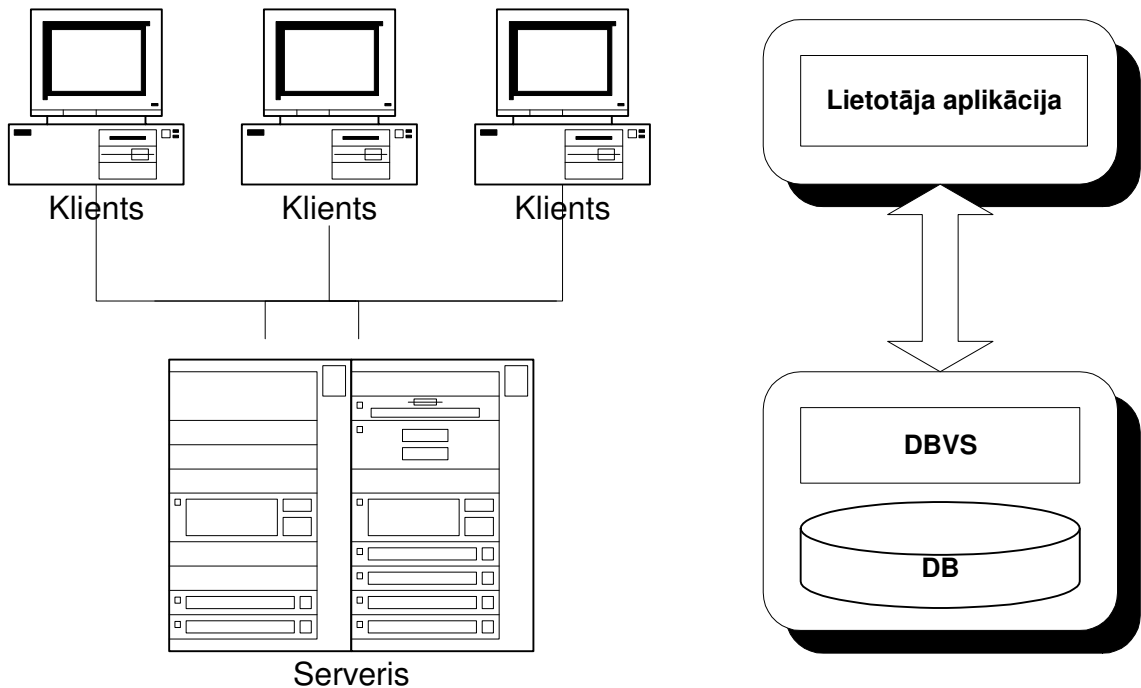 Klients
Klients
Klients
Serveris
Lietotāja aplikācija
DBVS
DB